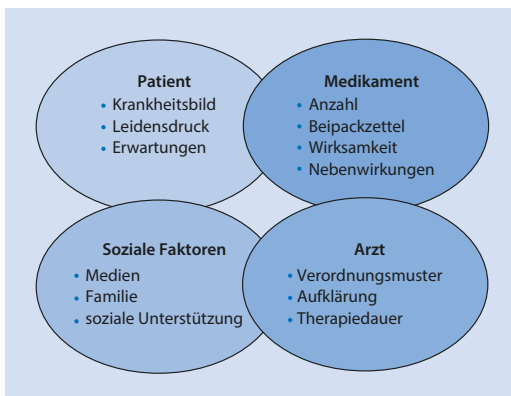 Patient
• Krankheitsbild
• Leidensdruck
• Erwartungen
Medikament
• Anzahl
• Beipackzettel
• Wirksamkeit
• Nebenwirkungen
Soziale Faktoren
• Medien
• Familie
• soziale Unterstützung
Arzt
• Verordnungsmuster
• Aufklärung
• Therapiedauer